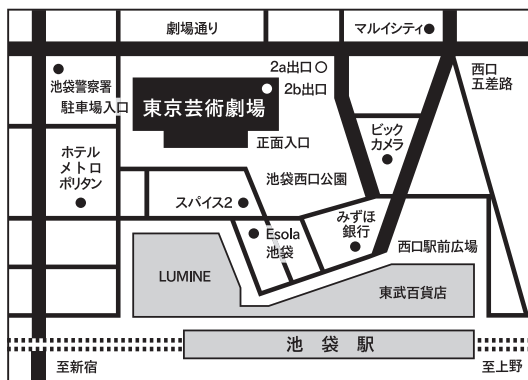 劇場通り
マルイシティ
2a出口
2b出口
西口
五差路
池袋警察署
駐車場入口
東京芸術劇場
正面入口
ビック
カメラ
ホテル
メトロ
ポリタン
池袋西口公園
スパイス2
Esola
池袋
みずほ
銀行
西口駅前広場
LUMINE
東武百貨店
池袋駅
至新宿
至上野